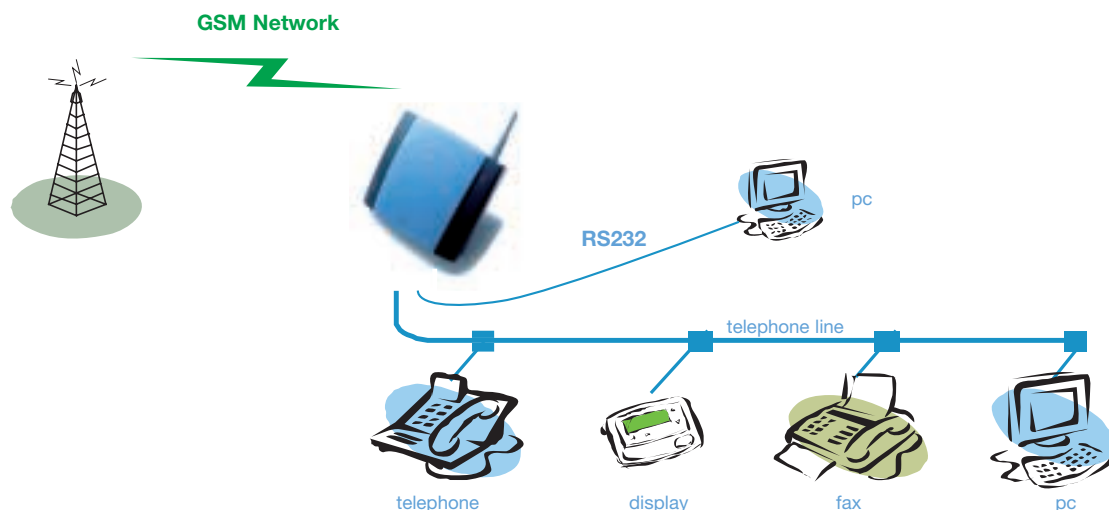 GSM Network
pc
RS232
telephone line
telephone
display
fax
pc